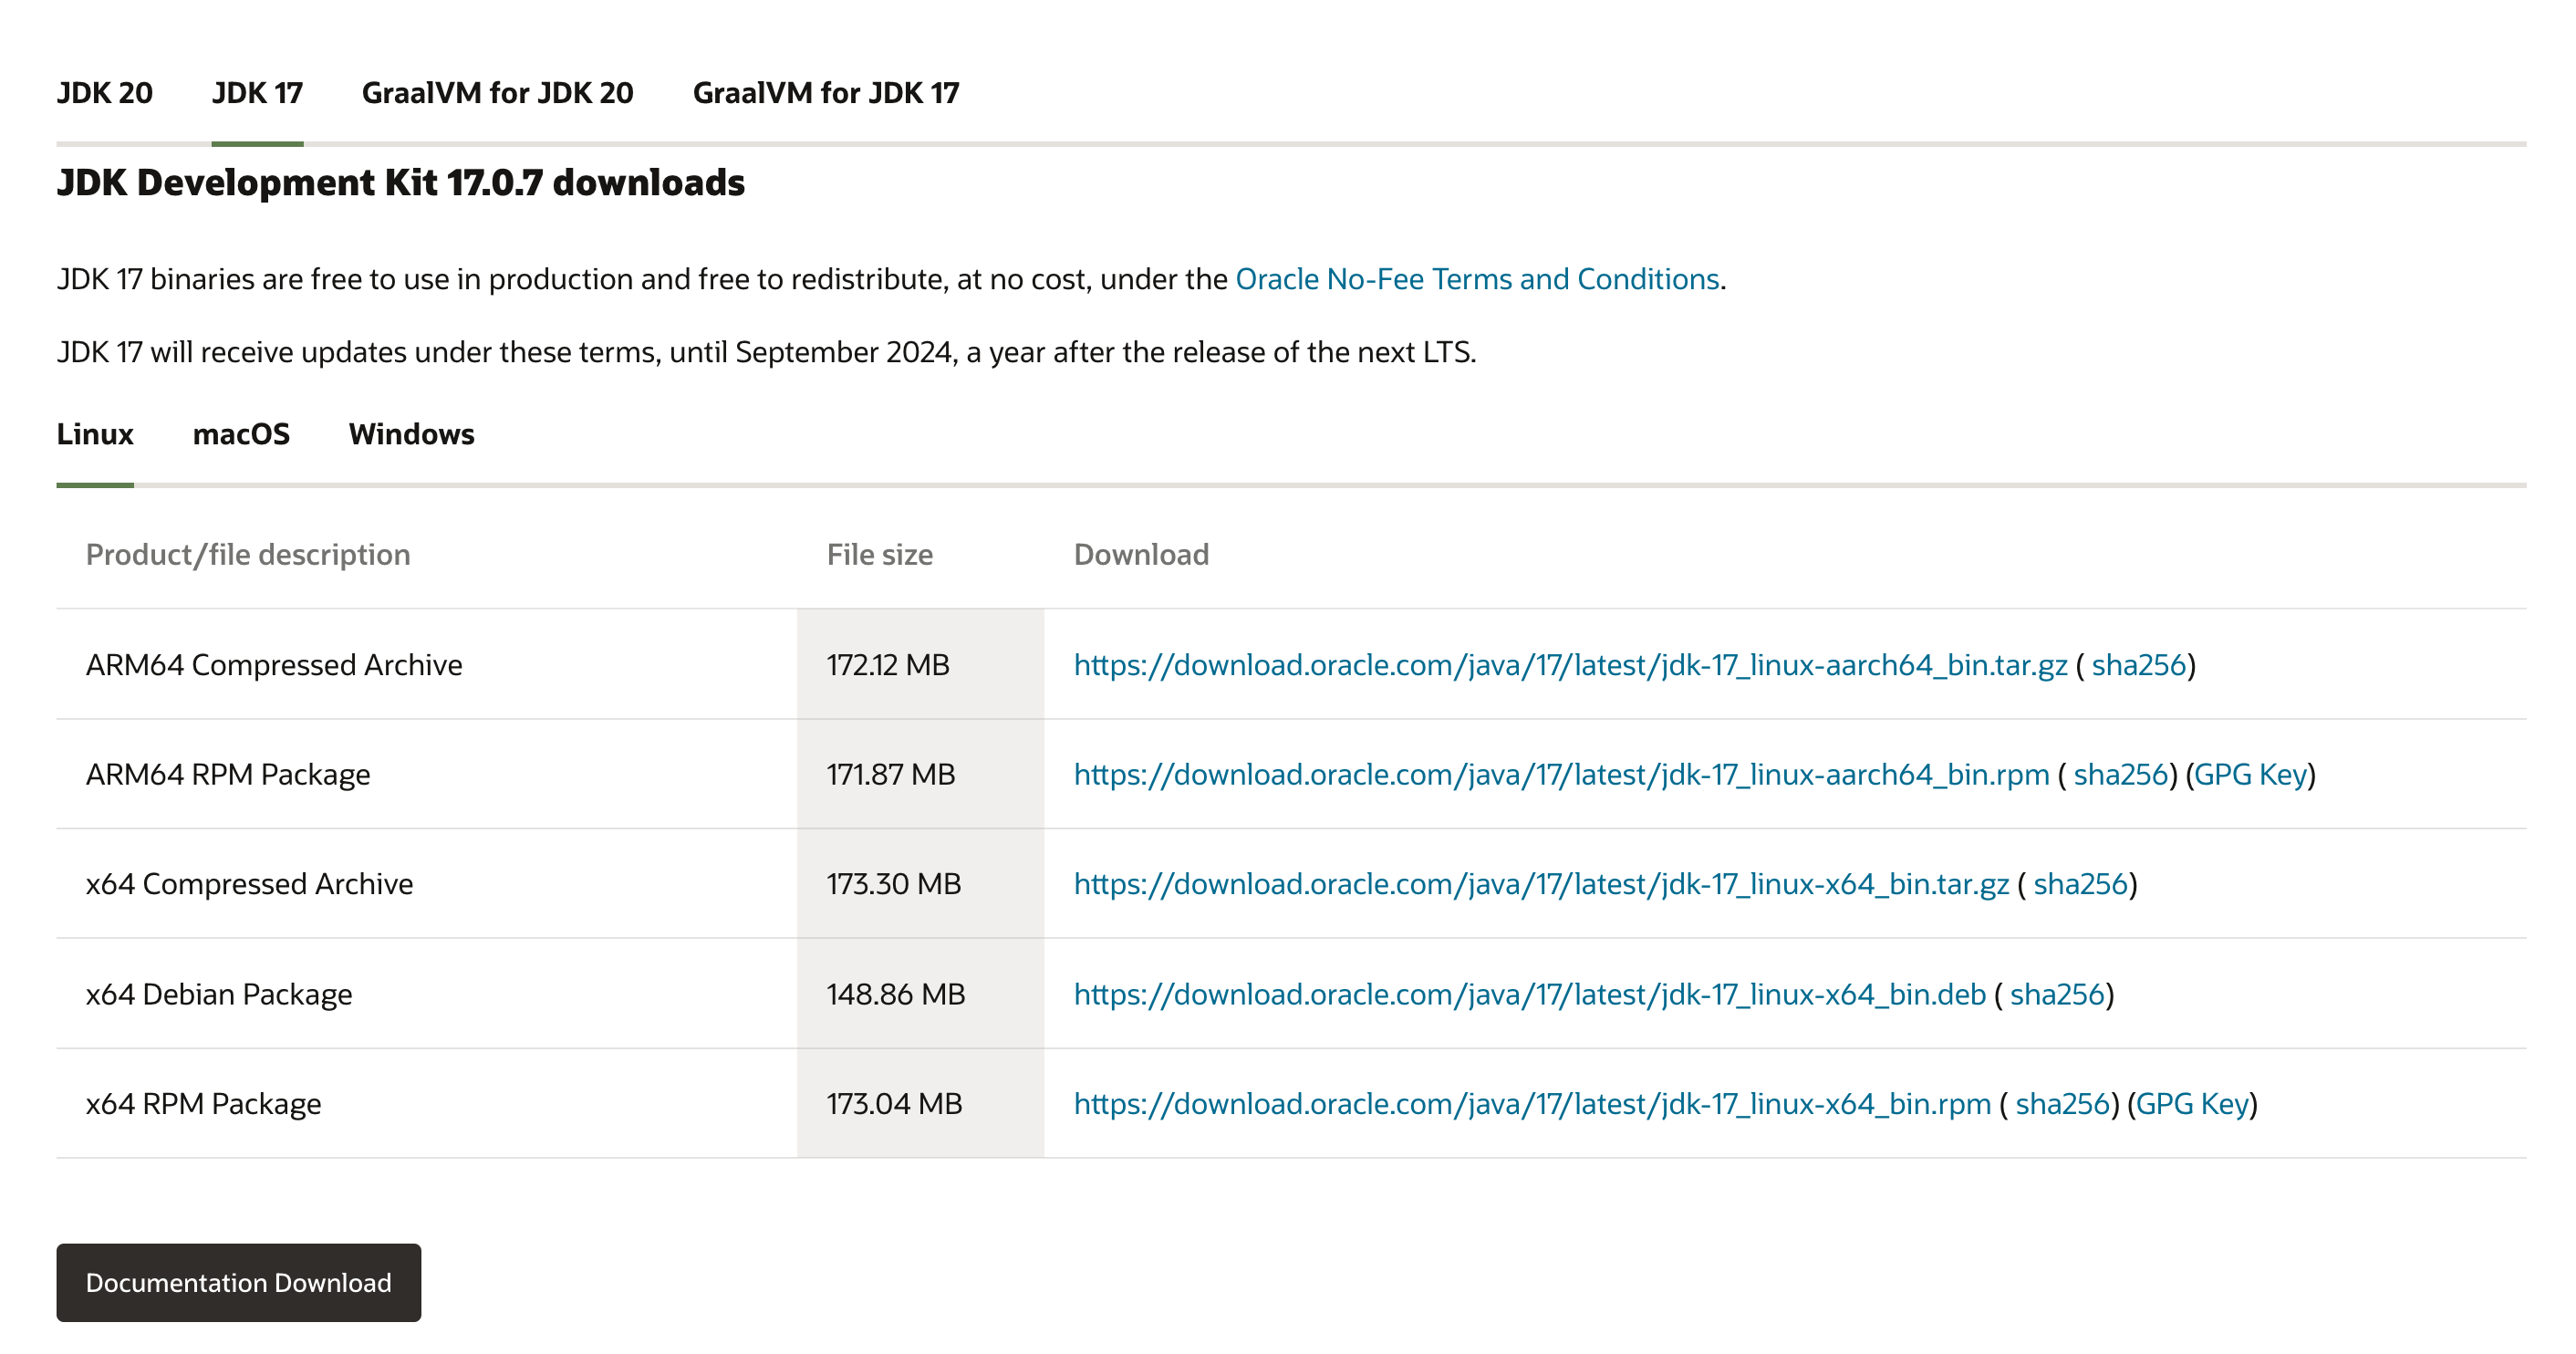 JDK 20 JDK 17 GraalVM for JDK 20 GraalVM for JDK 17
JDK Development Kit 17.0.7 downloads
JDK 17 binaries are free to use in production and free to redistribute, at no cost, under the Oracle No-Fee Terms and Conditions.
JDK 17 will receive updates under these terms, until September 2024, a year after the release of the next LTS.
Linux macOS Windows
Product/file description File size Download
ARM64 Compressed Archive 172.12 MB https://download.oracle.com/java/17/latest/jdk-17_linux-aarch64_bin.tar.gz ( sha256)
ARM64 RPM Package 171.87 MB https://download.oracle.com/java/17/latest/jdk-17_linux-aarch64_bin.rpm ( sha256) (GPG Key)
x64 Compressed Archive 173.30 MB https://download.oracle.com/java/17/latest/jdk-17_linux-x64_bin.tar.gz ( sha256)
x64 Debian Package 148.86 MB https://download.oracle.com/java/17/latest/jdk-17_linux-x64_bin.deb ( sha256)
x64 RPM Package 173.04 MB https://download.oracle.com/java/17/latest/jdk-17_linux-x64_bin.rpm ( sha256) (GPG Key)
Documentation Download